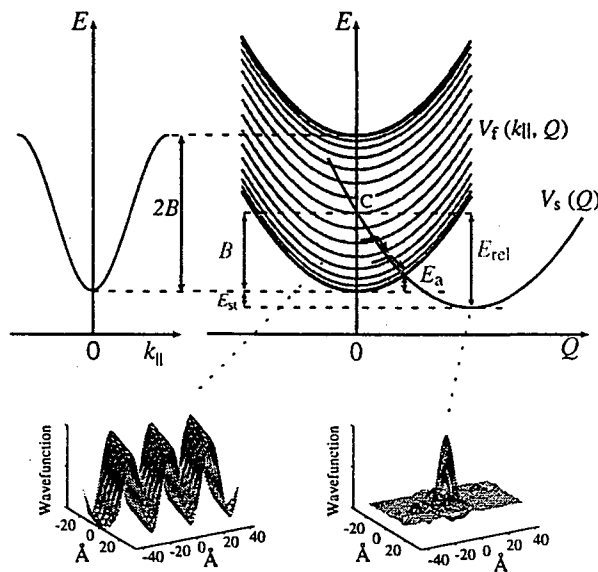 E
E
V_f (k_||, Q)
V_s (Q)
C
2B
B
E_rel
E_a
E_st
0
k_||
0
Q
Wavefunction
-20
0
20
Å
-40
-20
0
20
40
Å
Wavefunction
-20
0
20
Å
-40
-20
0
20
40
Å